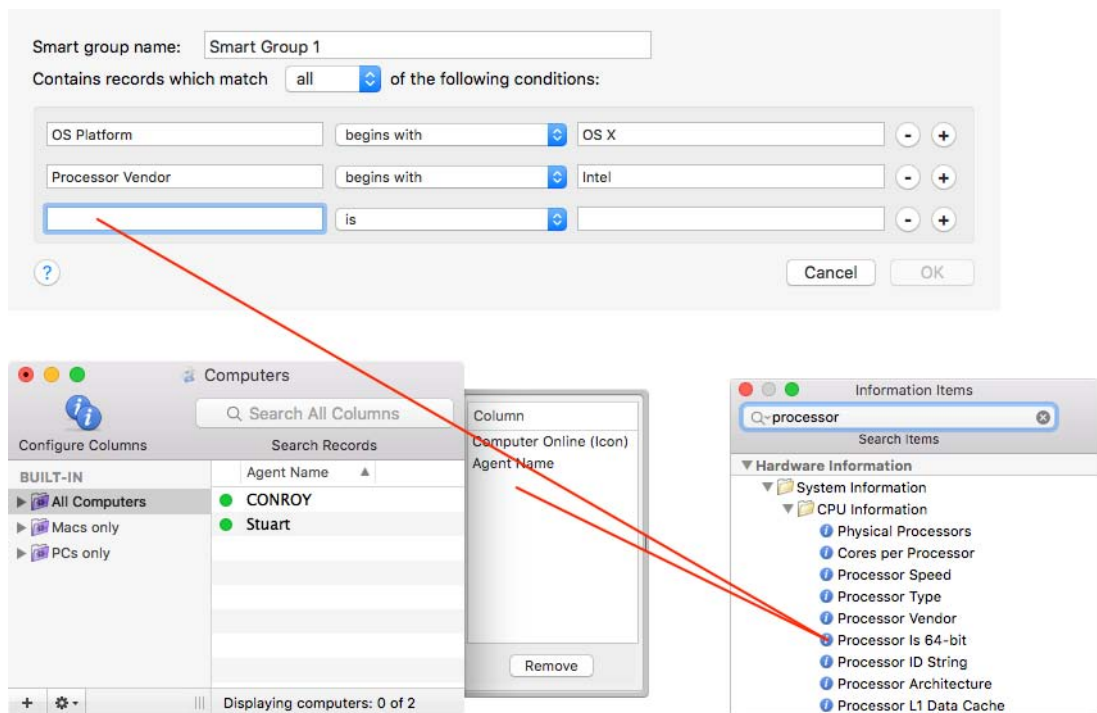 Smart group name: Smart Group 1
Contains records which match all of the following conditions:
OS Platform begins with OS X - +
Processor Vendor begins with Intel - +
is - +
? Cancel OK
Computers
Search All Columns
Configure Columns Search Records
BUILT-IN
All Computers
Macs only
PCs only
Agent Name
CONROY
Stuart
+ Displaying computers: 0 of 2
Column
Computer Online (Icon)
Agent Name
Remove
Information Items
processor
Search Items
Hardware Information
System Information
CPU Information
Physical Processors
Cores per Processor
Processor Speed
Processor Type
Processor Vendor
Processor Is 64-bit
Processor ID String
Processor Architecture
Processor L1 Data Cache